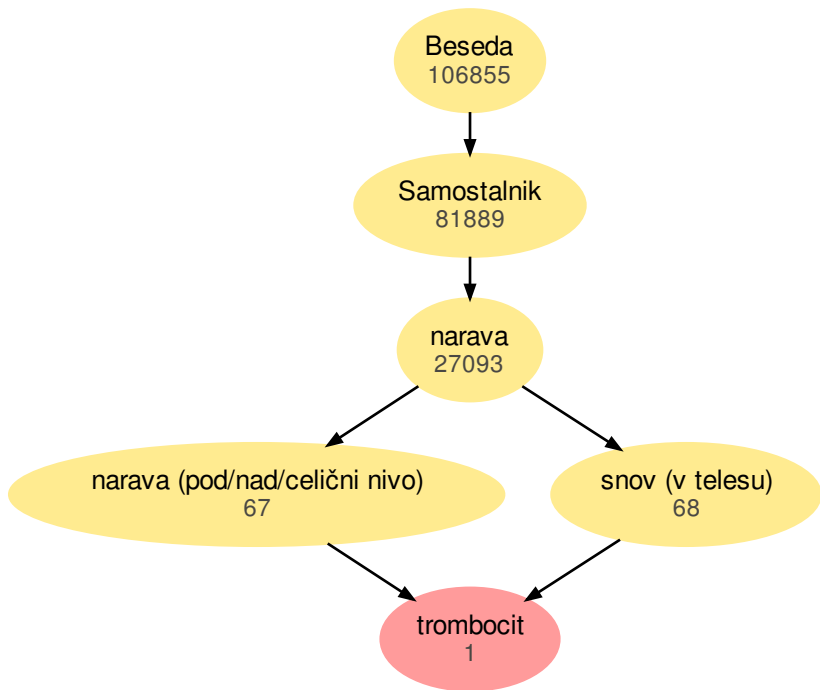 Beseda
106855
Samostalnik
81889
narava
27093
narava (pod/nad/celični nivo)
67
snov (v telesu)
68
trombocit
1